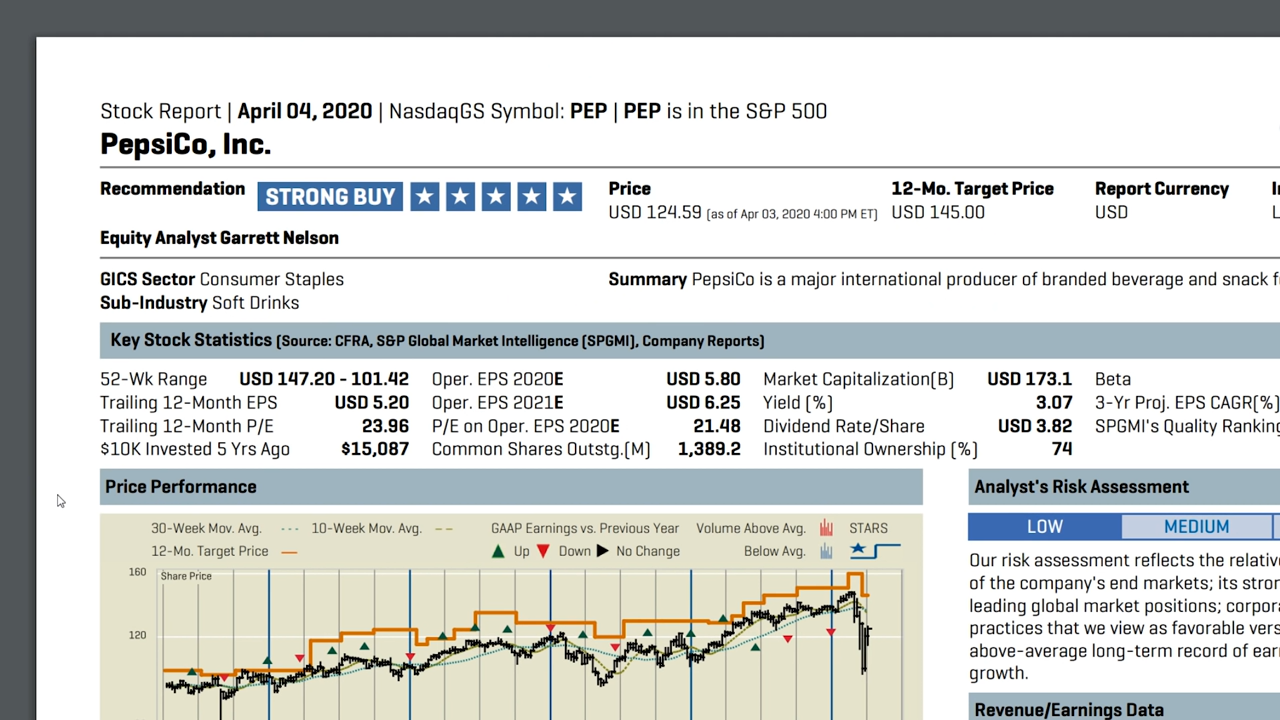 Stock Report | April 04, 2020 | NasdaqGS Symbol: PEP | PEP is in the S&P 500
PepsiCo, Inc.
Recommendation STRONG BUY ★ ★ ★ ★ ★ Price 12-Mo. Target Price Report Currency
USD 124.59 (as of Apr 03, 2020 4:00 PM ET) USD 145.00 USD
Equity Analyst Garrett Nelson
GICS Sector Consumer Staples Summary PepsiCo is a major international producer of branded beverage and snack
Sub-Industry Soft Drinks
Key Stock Statistics (Source: CFRA, S&P Global Market Intelligence (SPGMI), Company Reports)
52-Wk Range USD 147.20 - 101.42 Oper. EPS 2020E USD 5.80 Market Capitalization(B) USD 173.1 Beta
Trailing 12-Month EPS USD 5.20 Oper. EPS 2021E USD 6.25 Yield (%) 3.07 3-Yr Proj. EPS CAGR(%)
Trailing 12-Month P/E 23.96 P/E on Oper. EPS 2020E 21.48 Dividend Rate/Share USD 3.82 SPGMI's Quality Ranking
$10K Invested 5 Yrs Ago $15,087 Common Shares Outstg.(M) 1,389.2 Institutional Ownership (%) 74
Price Performance Analyst's Risk Assessment
30-Week Mov. Avg. 10-Week Mov. Avg. GAAP Earnings vs. Previous Year Volume Above Avg. STARS
12-Mo. Target Price Up Down No Change Below Avg.
LOW MEDIUM
160 Share Price
120
Our risk assessment reflects the
of the company's end markets; its
leading global market positions;
practices that we view as favorable
above-average long-term record of
growth.
Revenue/Earnings Data